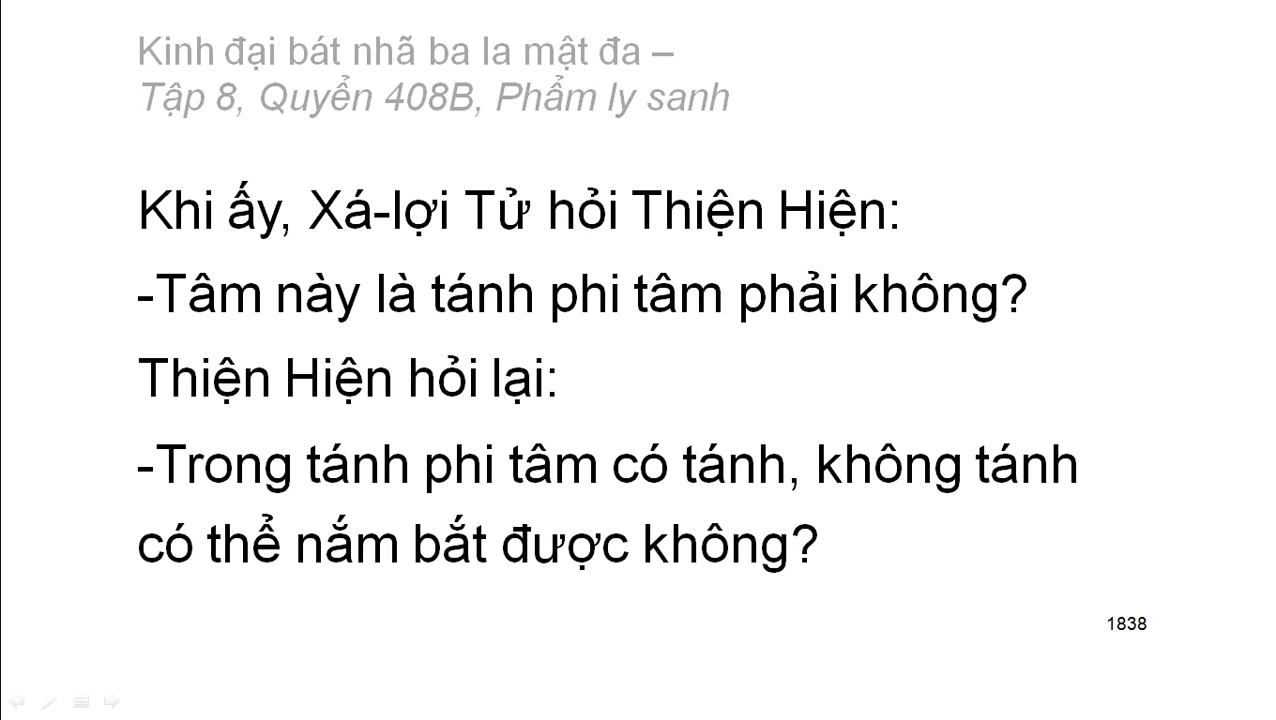 Kinh đại bát nhã ba la mật đa –
Tập 8, Quyển 408B, Phẩm ly sanh
Khi ấy, Xá-lợi Tử hỏi Thiện Hiện:
-Tâm này là tánh phi tâm phải không?
Thiện Hiện hỏi lại:
-Trong tánh phi tâm có tánh, không tánh
có thể nắm bắt được không?
1838